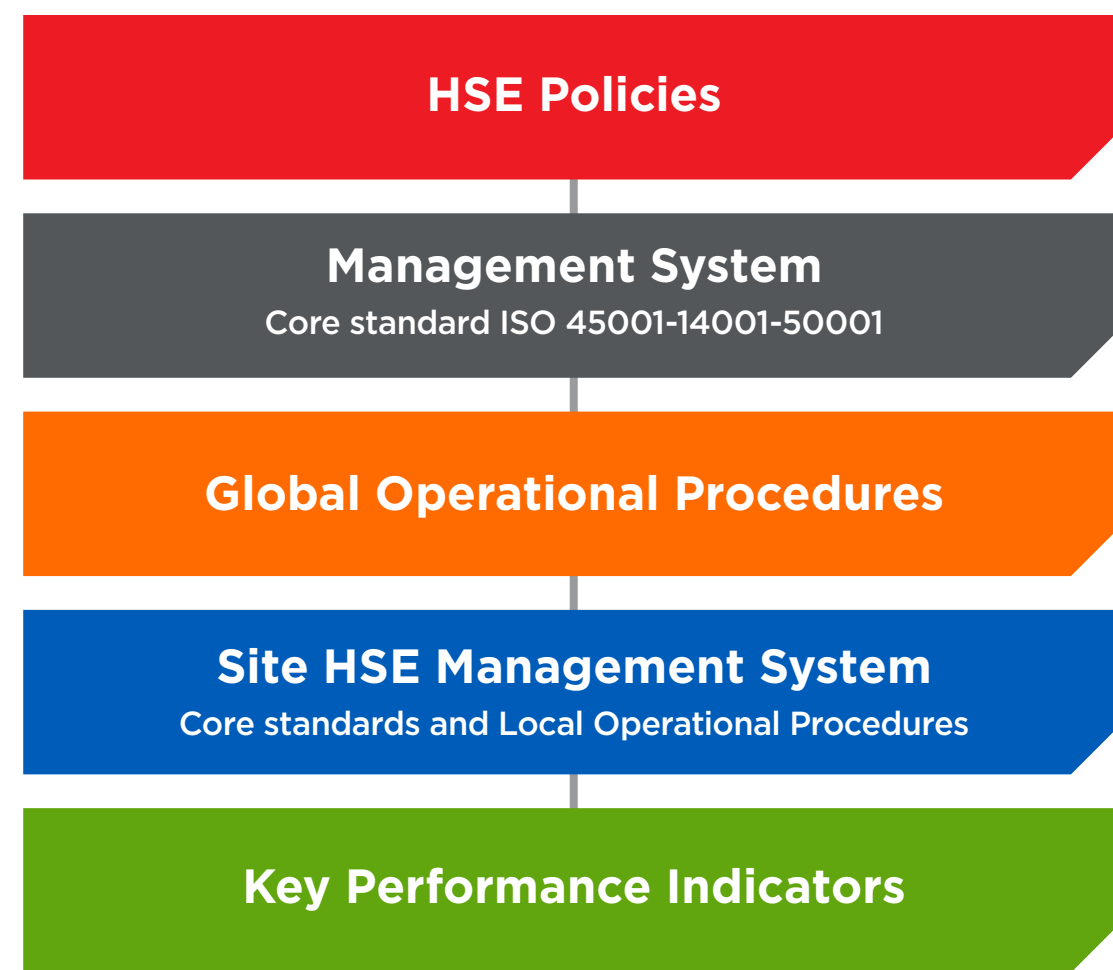 HSE Policies
Management System
Core standard ISO 45001-14001-50001
Global Operational Procedures
Site HSE Management System
Core standards and Local Operational Procedures
Key Performance Indicators